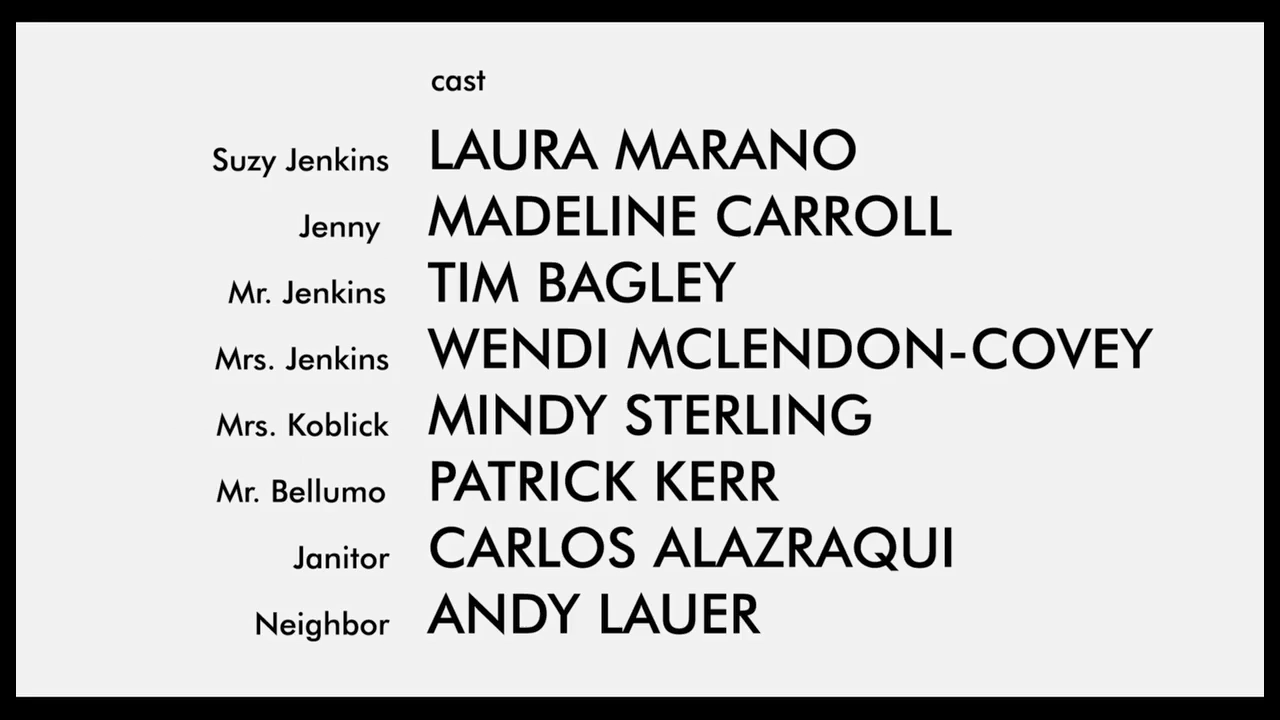 cast
Suzy Jenkins LAURA MARANO
Jenny MADELINE CARROLL
Mr. Jenkins TIM BAGLEY
Mrs. Jenkins WENDI MCLENDON-COVEY
Mrs. Koblick MINDY STERLING
Mr. Bellumo PATRICK KERR
Janitor CARLOS ALAZRAQUI
Neighbor ANDY LAUER